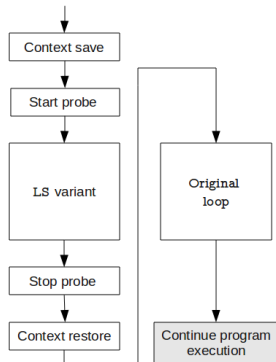 Context save
Start probe
LS variant
Stop probe
Context restore
Original
loop
Continue program
execution